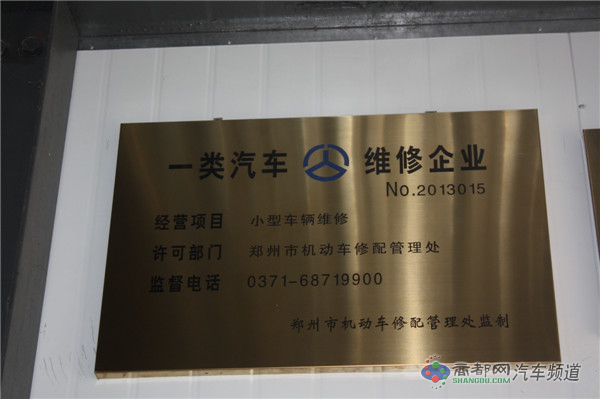 一类汽车 维修企业
No.2013015
经营项目 小型车辆维修
许可部门 郑州市机动车修配管理处
监督电话 0371-68719900
郑州市机动车修配管理处监制
商都网 汽车频道
SHANGDU.COM